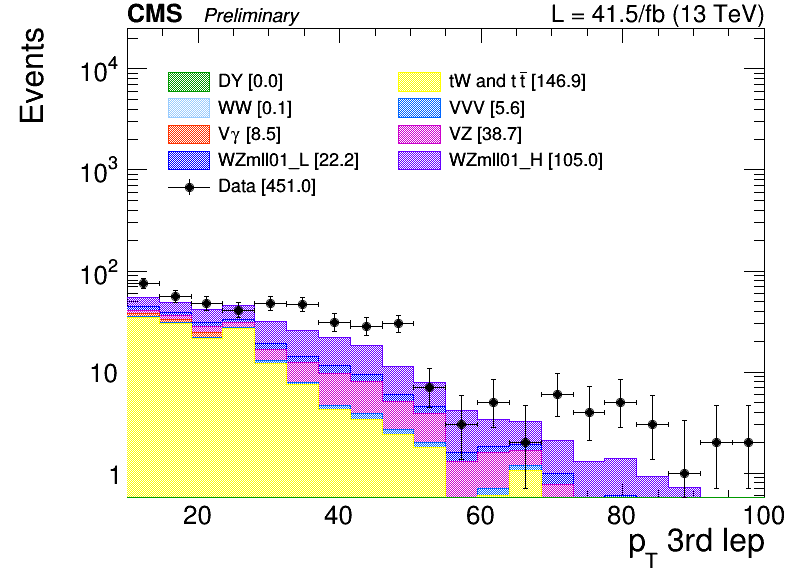 CMS Preliminary L = 41.5/fb (13 TeV)
Events
DY [0.0] tW and tt̅ [146.9]
WW [0.1] VVV [5.6]
Vγ [8.5] VZ [38.7]
WZmll01_L [22.2] WZmll01_H [105.0]
Data [451.0]
10⁴
10³
10²
10
1
20 40 60 80 100
p_T 3rd lep